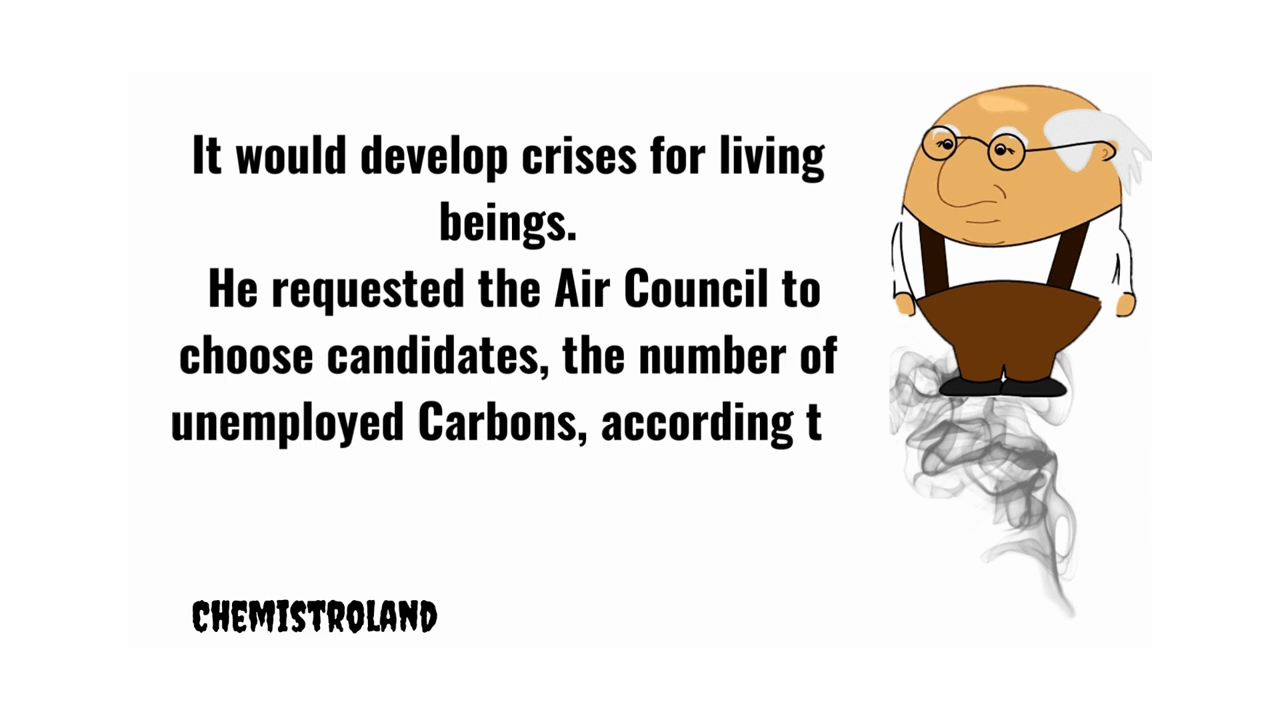 It would develop crises for living
beings.
He requested the Air Council to
choose candidates, the number of
unemployed Carbons, according t
CHEMISTROLAND